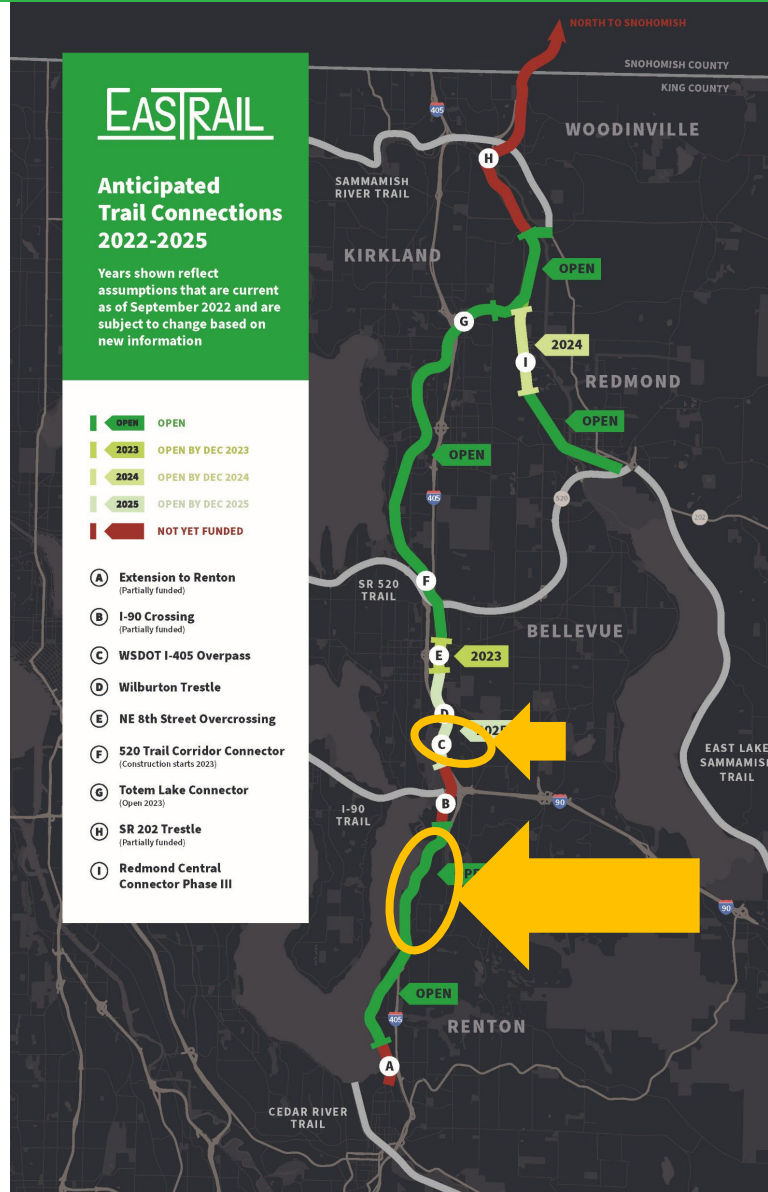 NORTH TO SNOHOMISH
SNOHOMISH COUNTY
KING COUNTY
EASTRAIL
Anticipated
Trail Connections
2022-2025
Years shown reflect
assumptions that are current
as of September 2022 and are
subject to change based on
new information
OPEN OPEN
2023 OPEN BY DEC 2023
2024 OPEN BY DEC 2024
2025 OPEN BY DEC 2025
NOT YET FUNDED
A Extension to Renton
(Partially funded)
B I-90 Crossing
(Partially funded)
C WSDOT I-405 Overpass
D Wilburton Trestle
E NE 8th Street Overcrossing
F 520 Trail Corridor Connector
(Construction starts 2023)
G Totem Lake Connector
(Open 2023)
H SR 202 Trestle
(Partially funded)
I Redmond Central
Connector Phase III
405
WOODINVILLE
H
SAMMAMISH
RIVER TRAIL
KIRKLAND
OPEN
G
2024
I
REDMOND
OPEN
OPEN
405
520
202
SR 520
TRAIL
F
BELLEVUE
E
2023
D
2025
C
EAST LAKE
SAMMAMISH
TRAIL
B
90
I-90
TRAIL
90
OPEN
405
RENTON
A
CEDAR RIVER
TRAIL